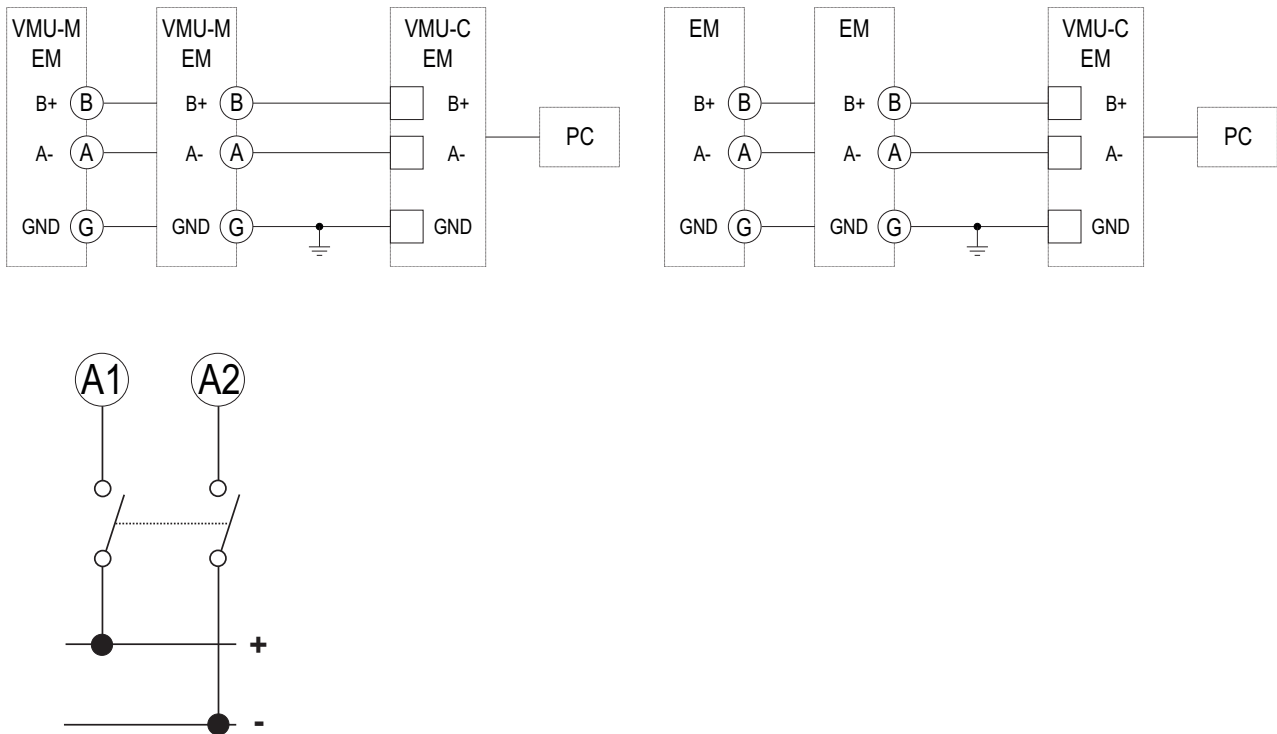 VMU-M
EM
B+ B
A- A
GND G
VMU-M
EM
B+ B
A- A
GND G
VMU-C
EM
B+
A-
GND
PC
EM
B+ B
A- A
GND G
EM
B+ B
A- A
GND G
VMU-C
EM
B+
A-
GND
PC
A1 A2
+
-